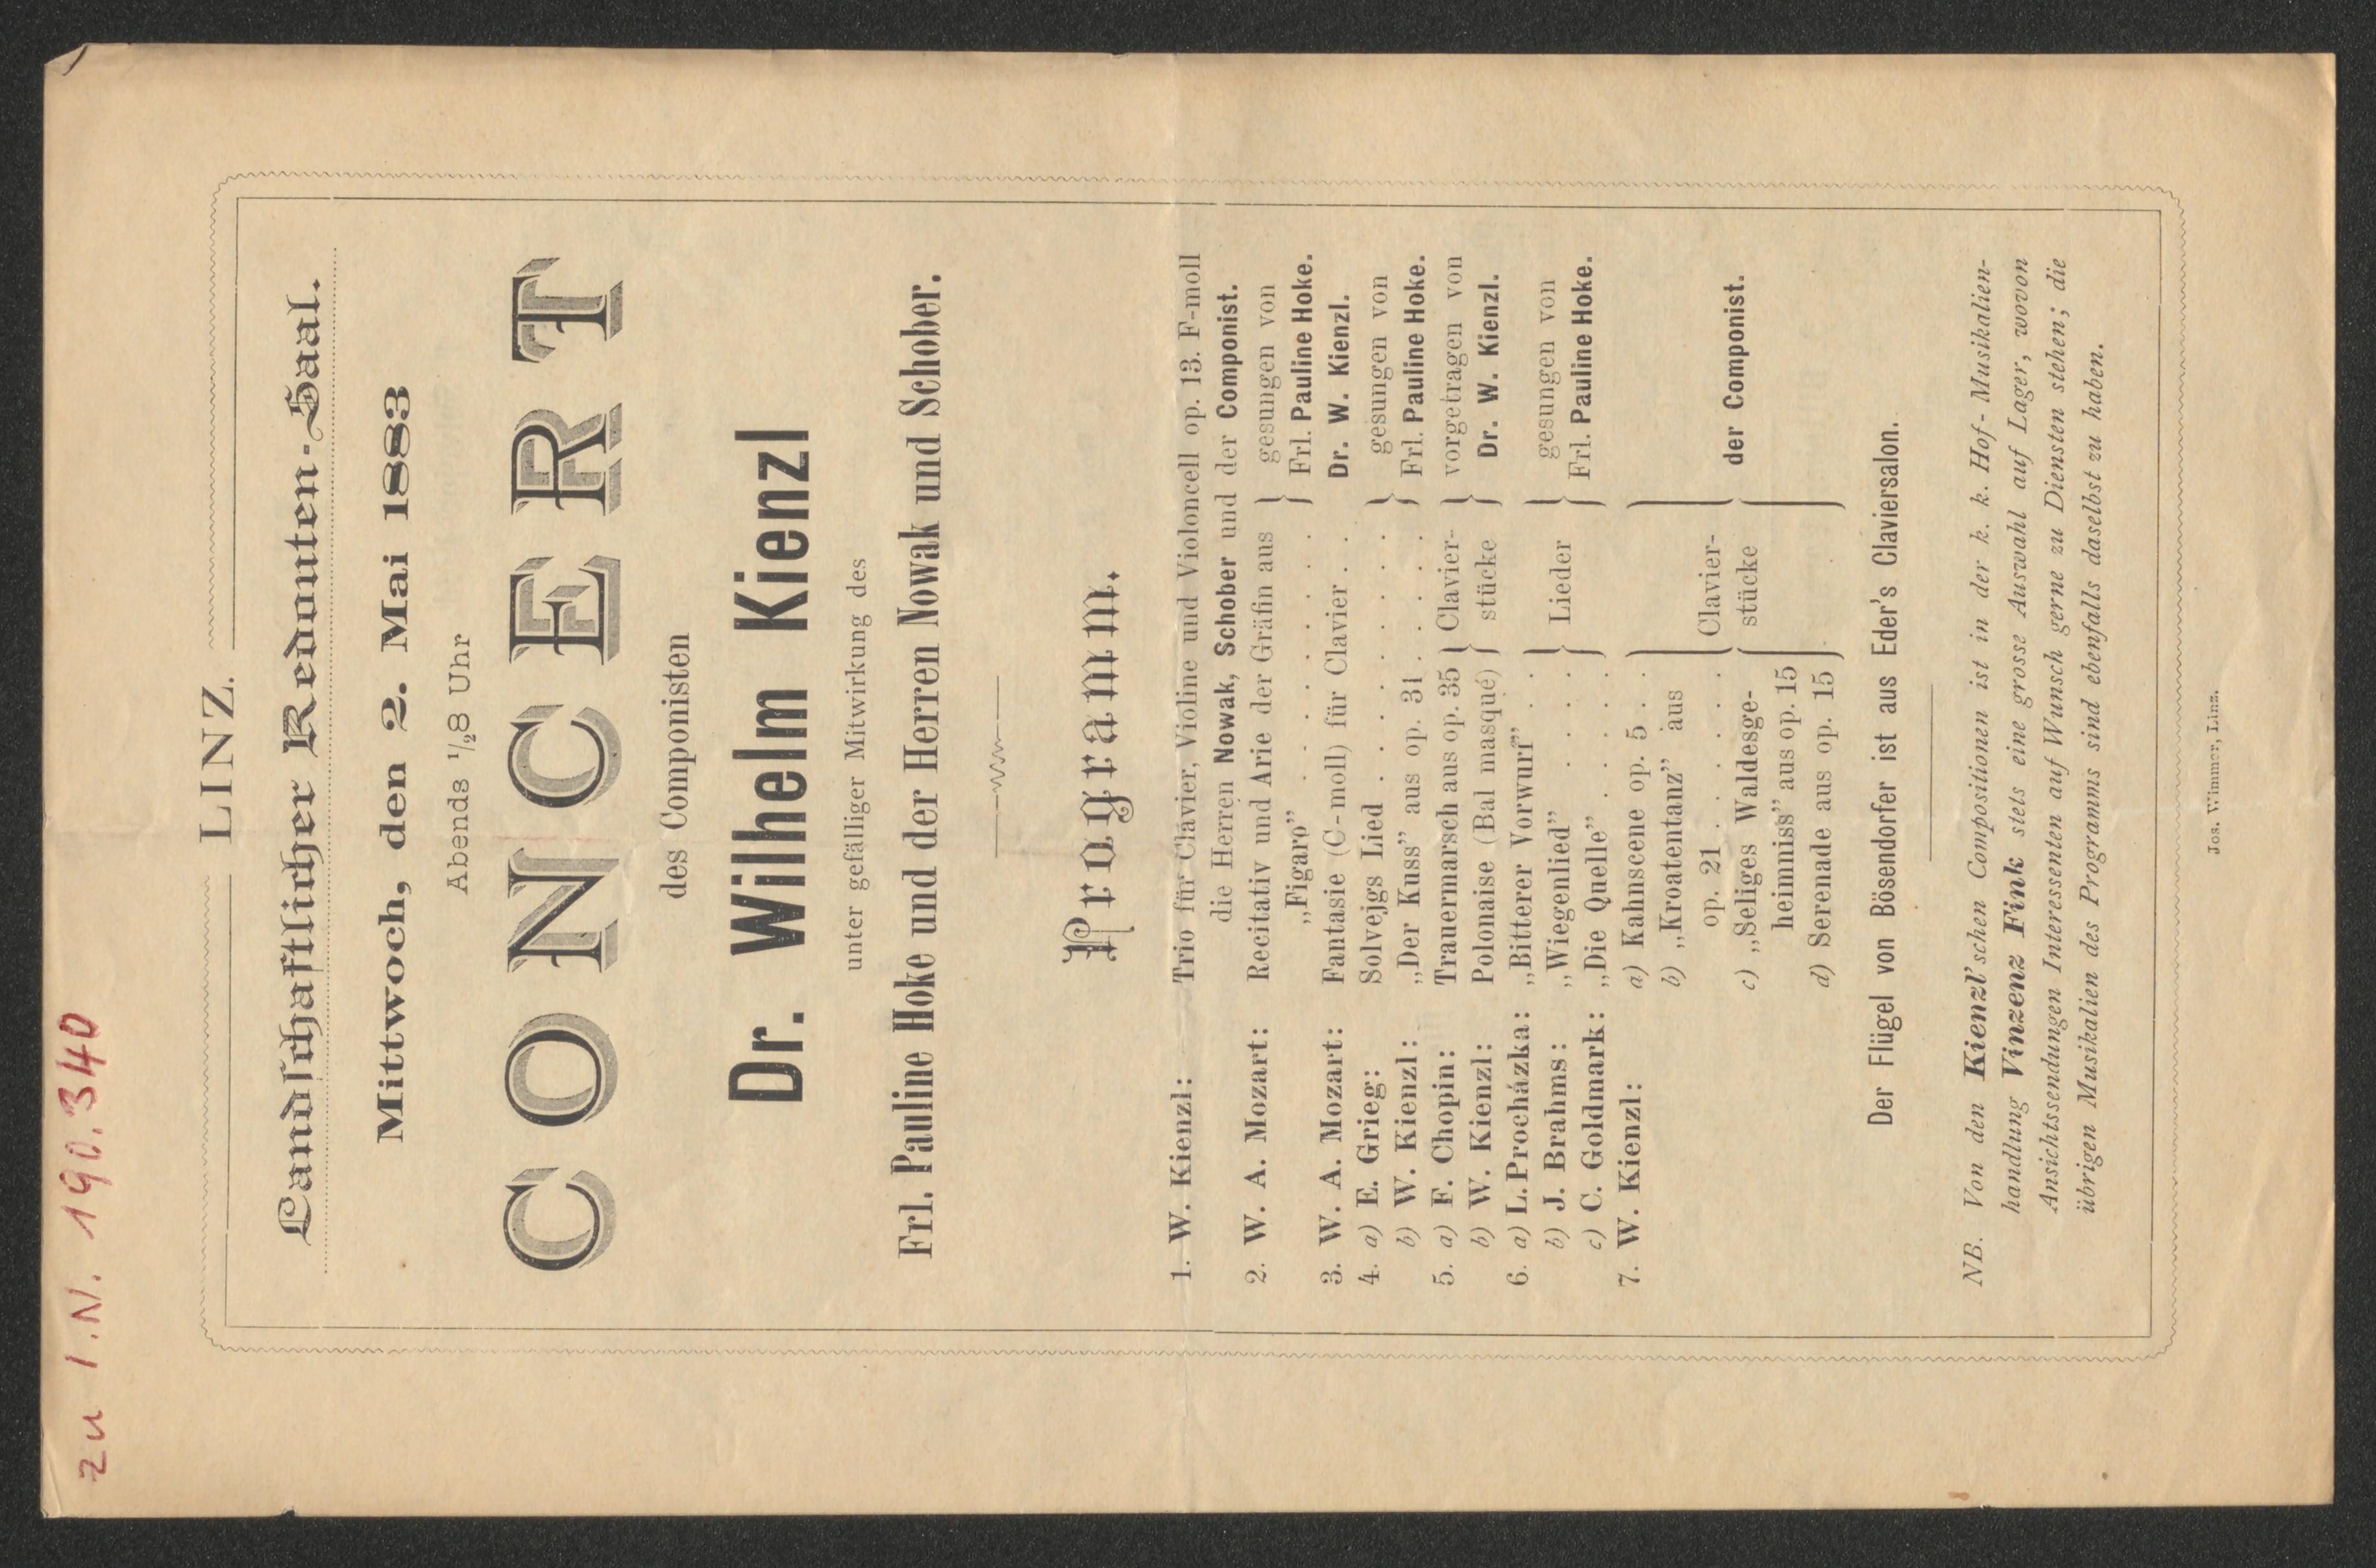 zu I.N. 190.340
LINZ.
Landschaftlicher Redouten-Saal.
Mittwoch, den 2. Mai 1883
Abends 1/28 Uhr
CONCERT
des Componisten
Dr. Wilhelm Kienzl
unter gefälliger Mitwirkung des
Frl. Pauline Hoke und der Herren Nowak und Schober.
Programm.
1. W. Kienzl: Trio für Clavier, Violine und Violoncell op. 13. F-moll
die Herren Nowak, Schober und der Componist.
2. W. A. Mozart: Recitativ und Arie der Gräfin aus } gesungen von
„Figaro” . . . . . . . } Frl. Pauline Hoke.
3. W. A. Mozart: Fantasie (C-moll) für Clavier . . Dr. W. Kienzl.
4. a) E. Grieg: Solvejgs Lied . . . . . . . } gesungen von
b) W. Kienzl: „Der Kuss” aus op. 31 . . . . } Frl. Pauline Hoke.
5. a) F. Chopin: Trauermarsch aus op. 35 } Clavier- } vorgetragen von
b) W. Kienzl: Polonaise (Bal masqué) } stücke } Dr. W. Kienzl.
6. a) L. Procházka: „Bitterer Vorwurf” . . } gesungen von
b) J. Brahms: „Wiegenlied” . . . . } Lieder } Frl. Pauline Hoke.
c) C. Goldmark: „Die Quelle” . . . .
7. W. Kienzl: a) Kahnscene op. 5 . .
b) „Kroatentanz” aus
op. 21 . . . . . } Clavier-
c) „Seliges Waldesge- } stücke } der Componist.
heimniss” aus op. 15
d) Serenade aus op. 15
Der Flügel von Bösendorfer ist aus Eder's Claviersalon.
NB. Von den Kienzl'schen Compositionen ist in der k. k. Hof-Musikalien-
handlung Vinzenz Fink stets eine grosse Auswahl auf Lager, wovon
Ansichtssendungen Interessenten auf Wunsch gerne zu Diensten stehen; die
übrigen Musikalien des Programms sind ebenfalls daselbst zu haben.
Jos. Wimmer, Linz.